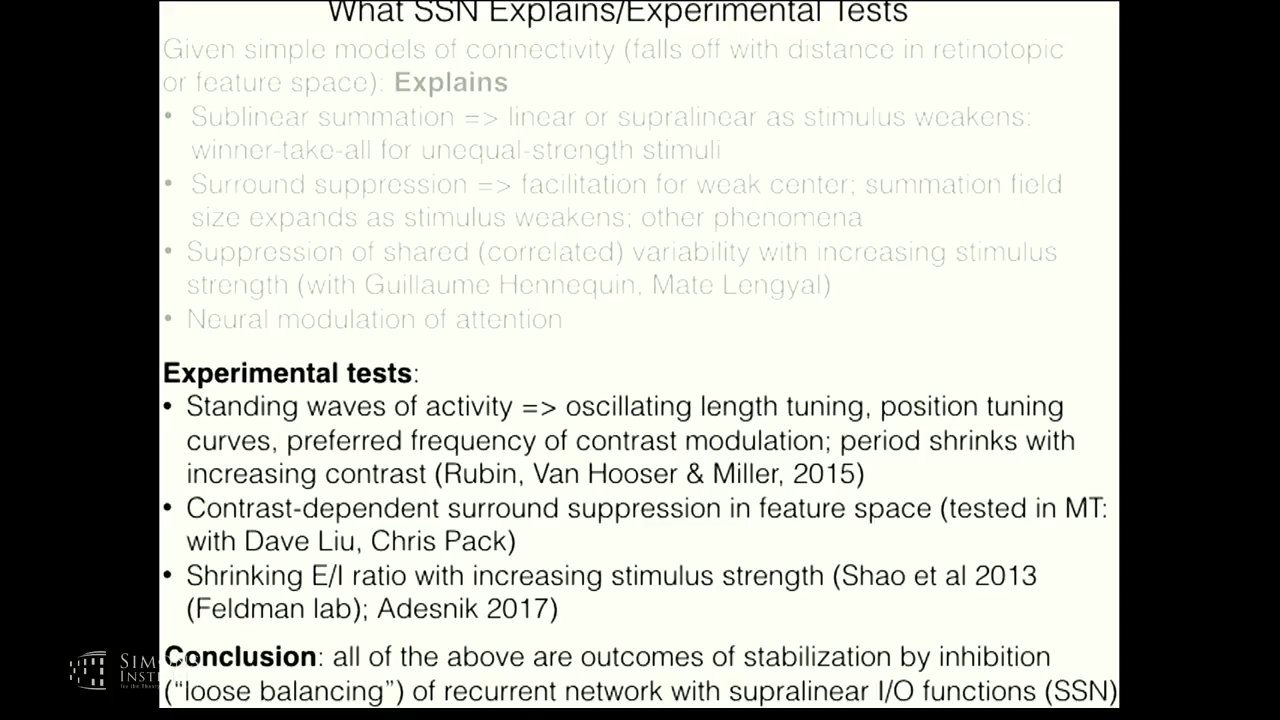 What SSN Explains/Experimental Tests
Given simple models of connectivity (falls off with distance in retinotopic
or feature space): Explains
• Sublinear summation => linear or supralinear as stimulus weakens:
winner-take-all for unequal-strength stimuli
• Surround suppression => facilitation for weak center; summation field
size expands as stimulus weakens; other phenomena
• Suppression of shared (correlated) variability with increasing stimulus
strength (with Guillaume Hennequin, Mate Lengyal)
• Neural modulation of attention
Experimental tests:
• Standing waves of activity => oscillating length tuning, position tuning
curves, preferred frequency of contrast modulation; period shrinks with
increasing contrast (Rubin, Van Hooser & Miller, 2015)
• Contrast-dependent surround suppression in feature space (tested in MT:
with Dave Liu, Chris Pack)
• Shrinking E/I ratio with increasing stimulus strength (Shao et al 2013
(Feldman lab); Adesnik 2017)
Conclusion: all of the above are outcomes of stabilization by inhibition
("loose balancing") of recurrent network with supralinear I/O functions (SSN)